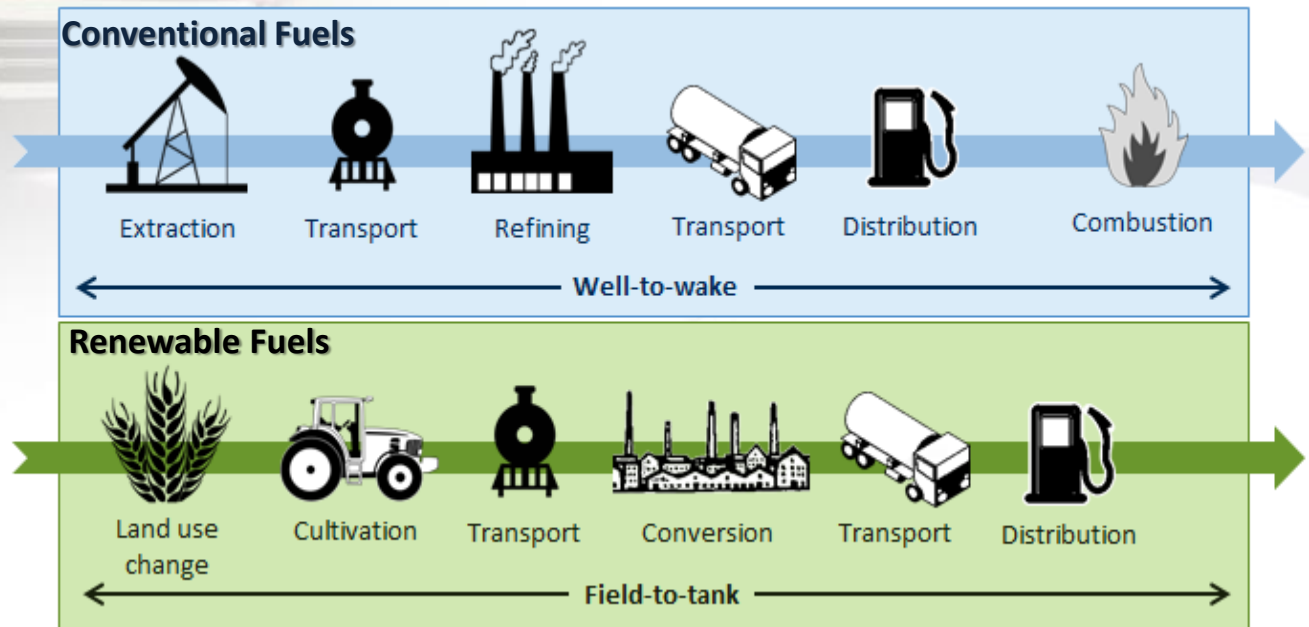 Conventional Fuels
Extraction
Transport
Refining
Transport
Distribution
Combustion
Well-to-wake
Renewable Fuels
Land use
change
Cultivation
Transport
Conversion
Transport
Distribution
Field-to-tank